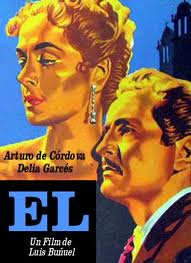 Arturo de Córdova
Delia Garcés
EL
Un Film de
Luis Buñuel